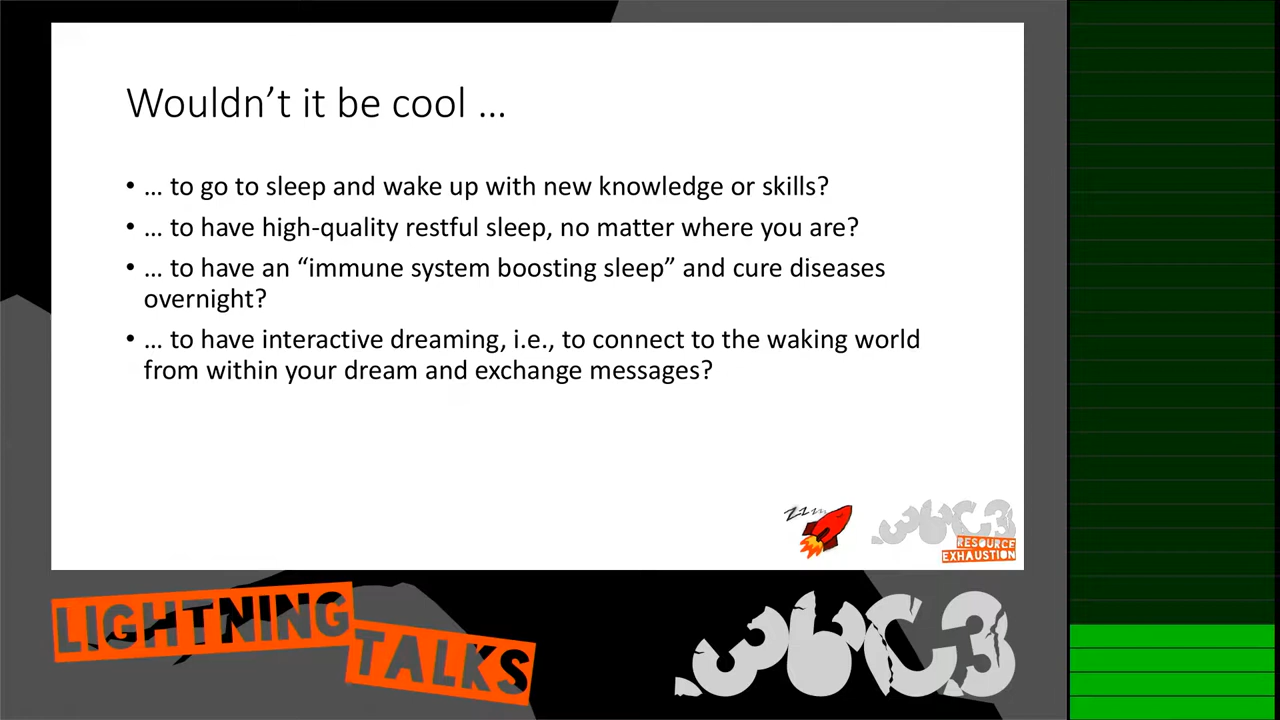 Wouldn’t it be cool …
• … to go to sleep and wake up with new knowledge or skills?
• … to have high-quality restful sleep, no matter where you are?
• … to have an “immune system boosting sleep” and cure diseases
overnight?
• … to have interactive dreaming, i.e., to connect to the waking world
from within your dream and exchange messages?
zzzz
36C3
RESOURCE
EXHAUSTION
LIGHTNING
TALKS
36C3